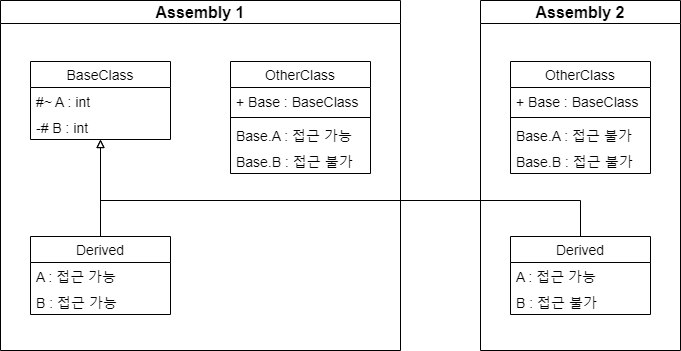 Assembly 1
BaseClass
#~ A : int
-# B : int
OtherClass
+ Base : BaseClass
Base.A : 접근 가능
Base.B : 접근 불가
Derived
A : 접근 가능
B : 접근 가능
Assembly 2
OtherClass
+ Base : BaseClass
Base.A : 접근 불가
Base.B : 접근 불가
Derived
A : 접근 가능
B : 접근 불가